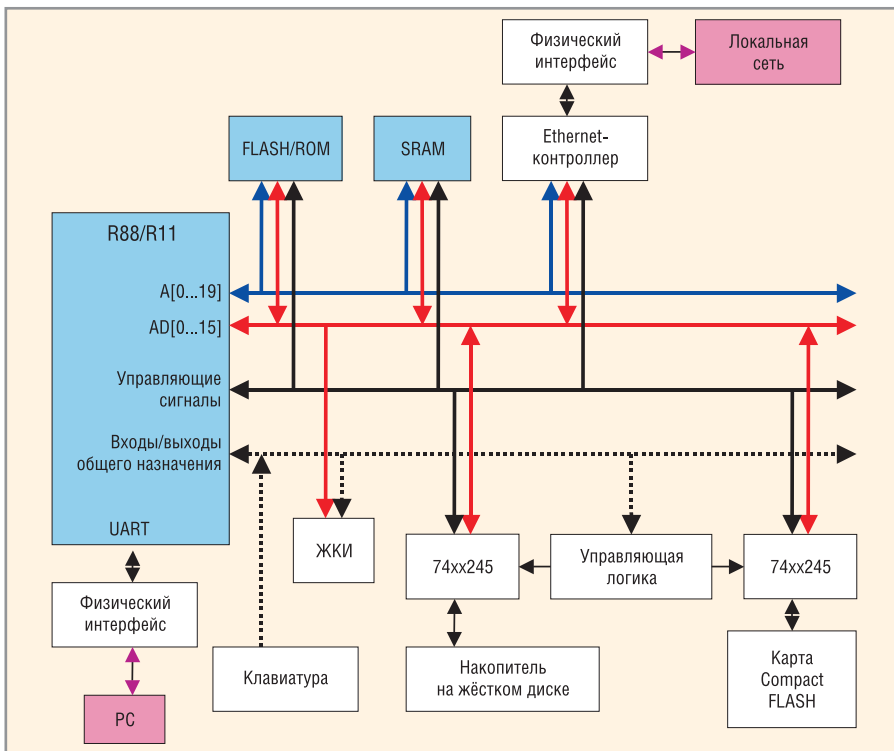 Физический
интерфейс
Локальная
сеть
FLASH/ROM
SRAM
Ethernet-
контроллер
R88/R11
A[0...19]
AD[0...15]
Управляющие
сигналы
Входы/выходы
общего назначения
UART
ЖКИ
74xx245
Управляющая
логика
74xx245
Физический
интерфейс
Клавиатура
Накопитель
на жёстком диске
Карта
Compact
FLASH
PC